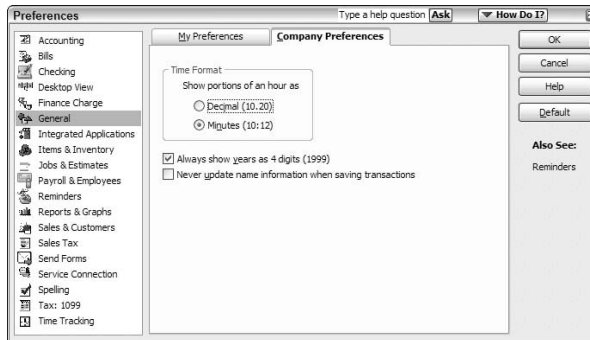 Preferences
Type a help question Ask
How Do I?
Accounting
Bills
Checking
Desktop View
Finance Charge
General
Integrated Applications
Items & Inventory
Jobs & Estimates
Payroll & Employees
Reminders
Reports & Graphs
Sales & Customers
Sales Tax
Send Forms
Service Connection
Spelling
Tax: 1099
Time Tracking
My Preferences
Company Preferences
Time Format
Show portions of an hour as
Decimal (10.20)
Minutes (10:12)
Always show years as 4 digits (1999)
Never update name information when saving transactions
OK
Cancel
Help
Default
Also See:
Reminders